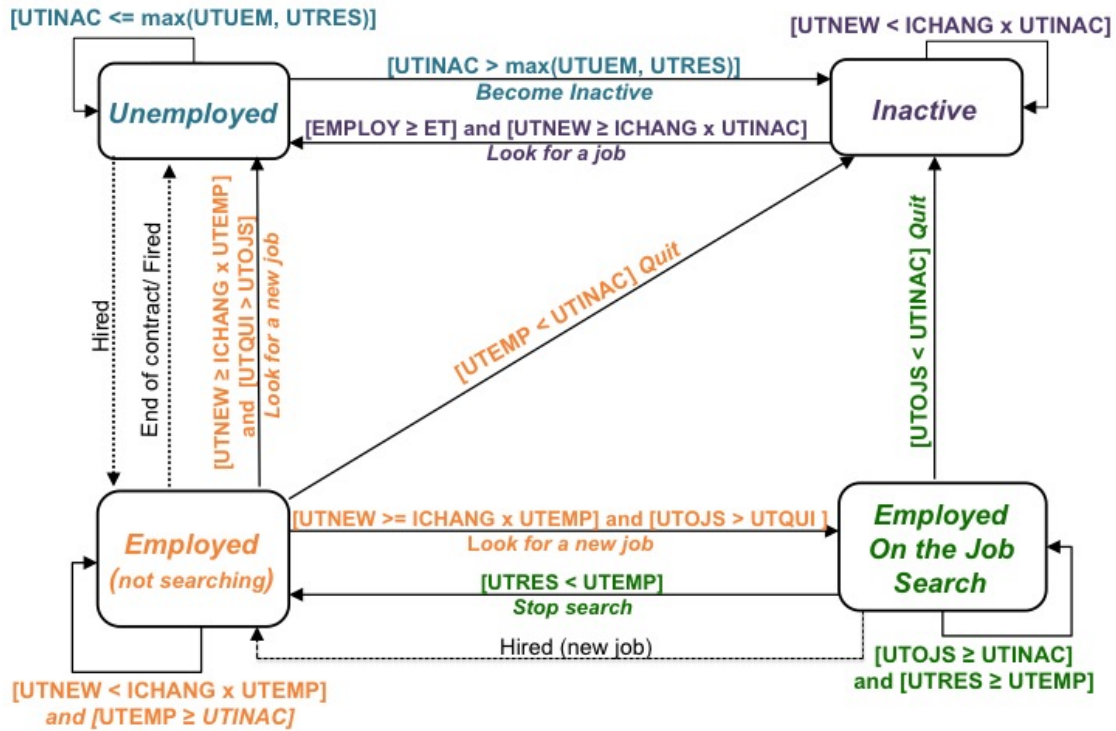 [UTINAC <= max(UTUEM, UTRES)]
[UTNEW < ICHANG x UTINAC]
[UTINAC > max(UTUEM, UTRES)]
Become Inactive
Unemployed
Inactive
[EMPLOY ≥ ET] and [UTNEW ≥ ICHANG x UTINAC]
Look for a job
Hired
End of contract/ Fired
[UTNEW ≥ ICHANG x UTEMP]
and [UTQUI > UTOJS]
Look for a new job
[UTEMP < UTINAC] Quit
[UTOJS < UTINAC] Quit
[UTNEW >= ICHANG x UTEMP] and [UTOJS > UTQUI ]
Look for a new job
Employed
(not searching)
Employed
On the Job
Search
[UTRES < UTEMP]
Stop search
Hired (new job)
[UTOJS ≥ UTINAC]
and [UTRES ≥ UTEMP]
[UTNEW < ICHANG x UTEMP]
and [UTEMP ≥ UTINAC]